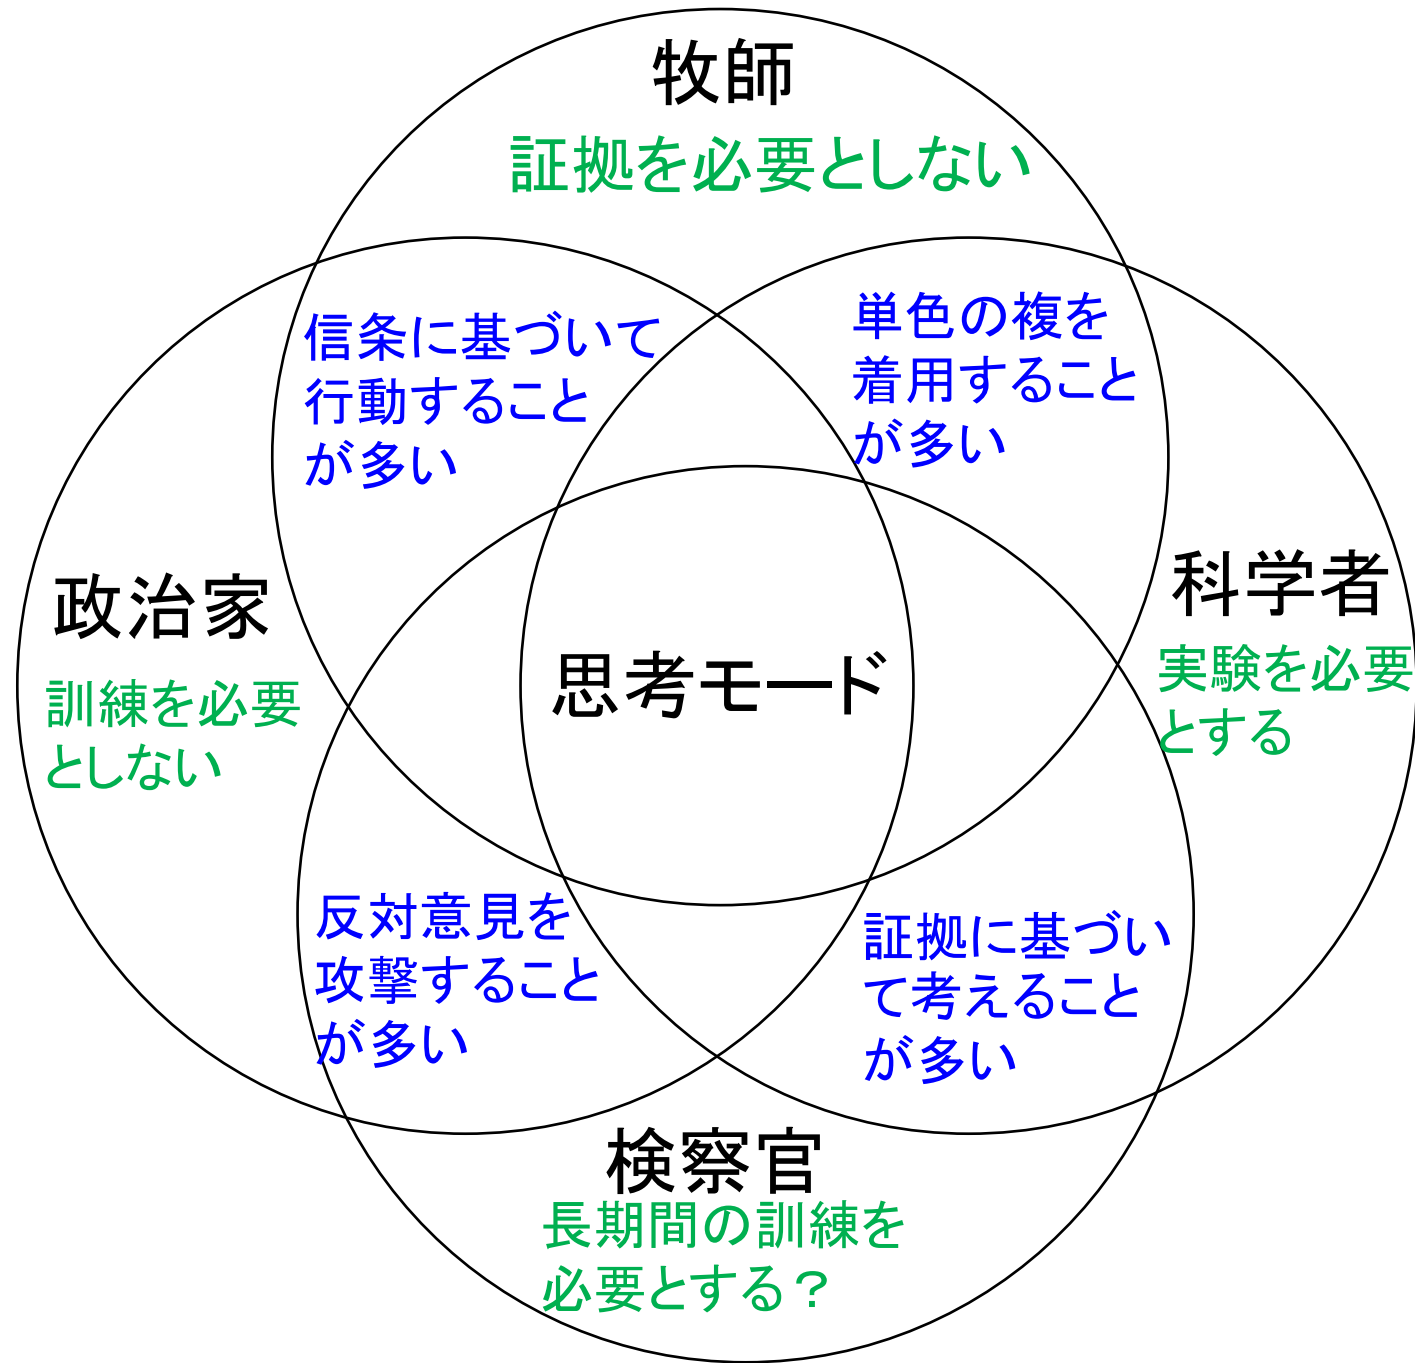 牧師
証拠を必要としない
信条に基づいて
行動すること
が多い
単色の複を
着用すること
が多い
政治家
訓練を必要
としない
思考モード
科学者
実験を必要
とする
反対意見を
攻撃すること
が多い
証拠に基づい
て考えること
が多い
検察官
長期間の訓練を
必要とする？